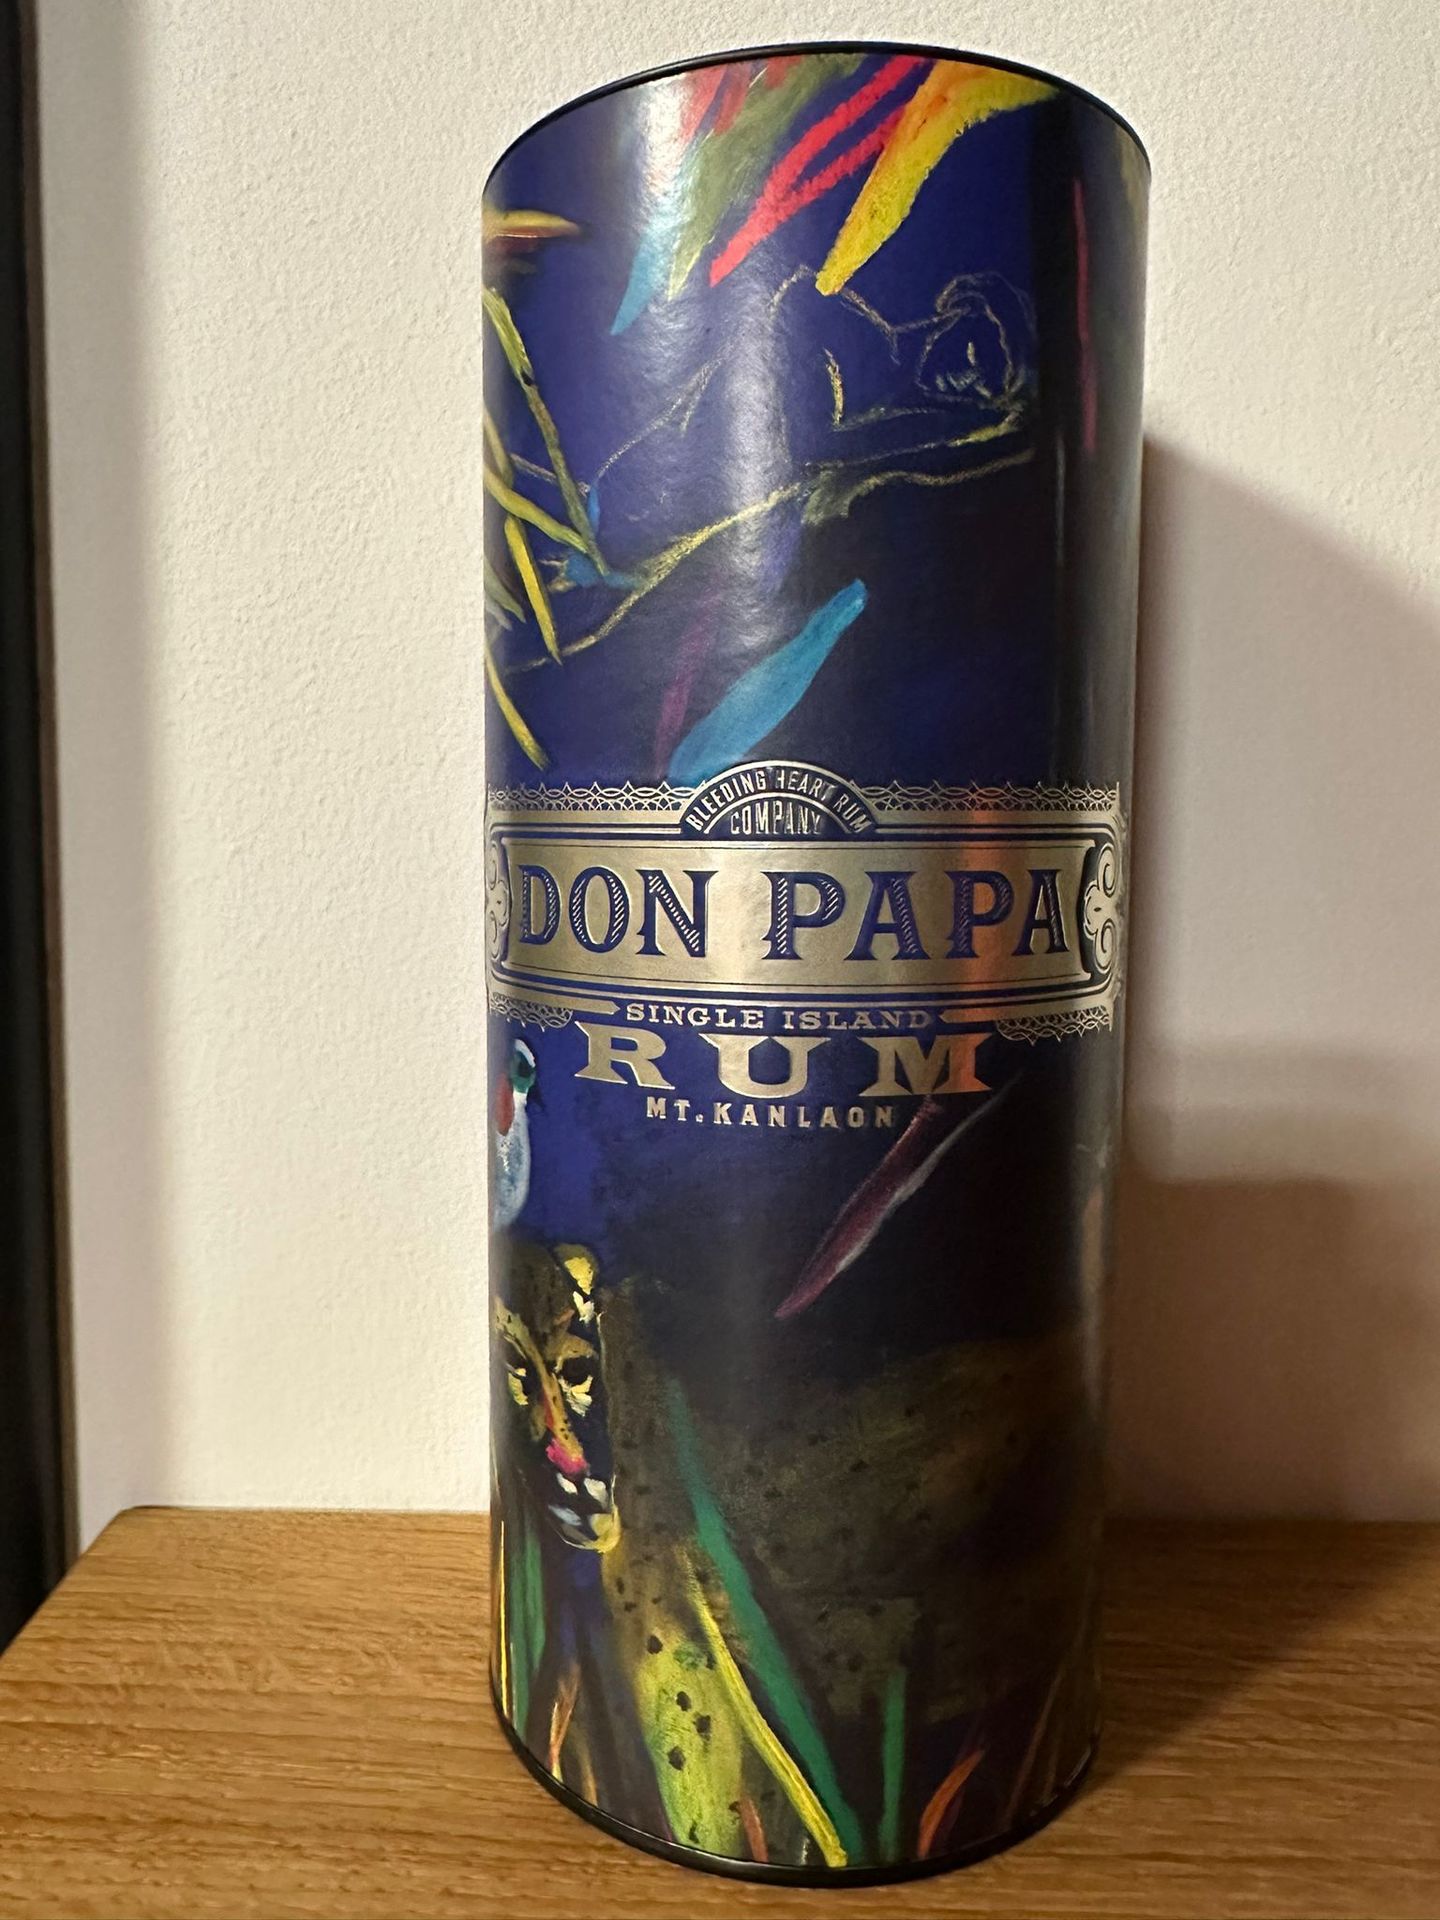 BLEEDING HEART RUM
COMPANY
DON PAPA
SINGLE ISLAND
RUM
MT. KANLAON